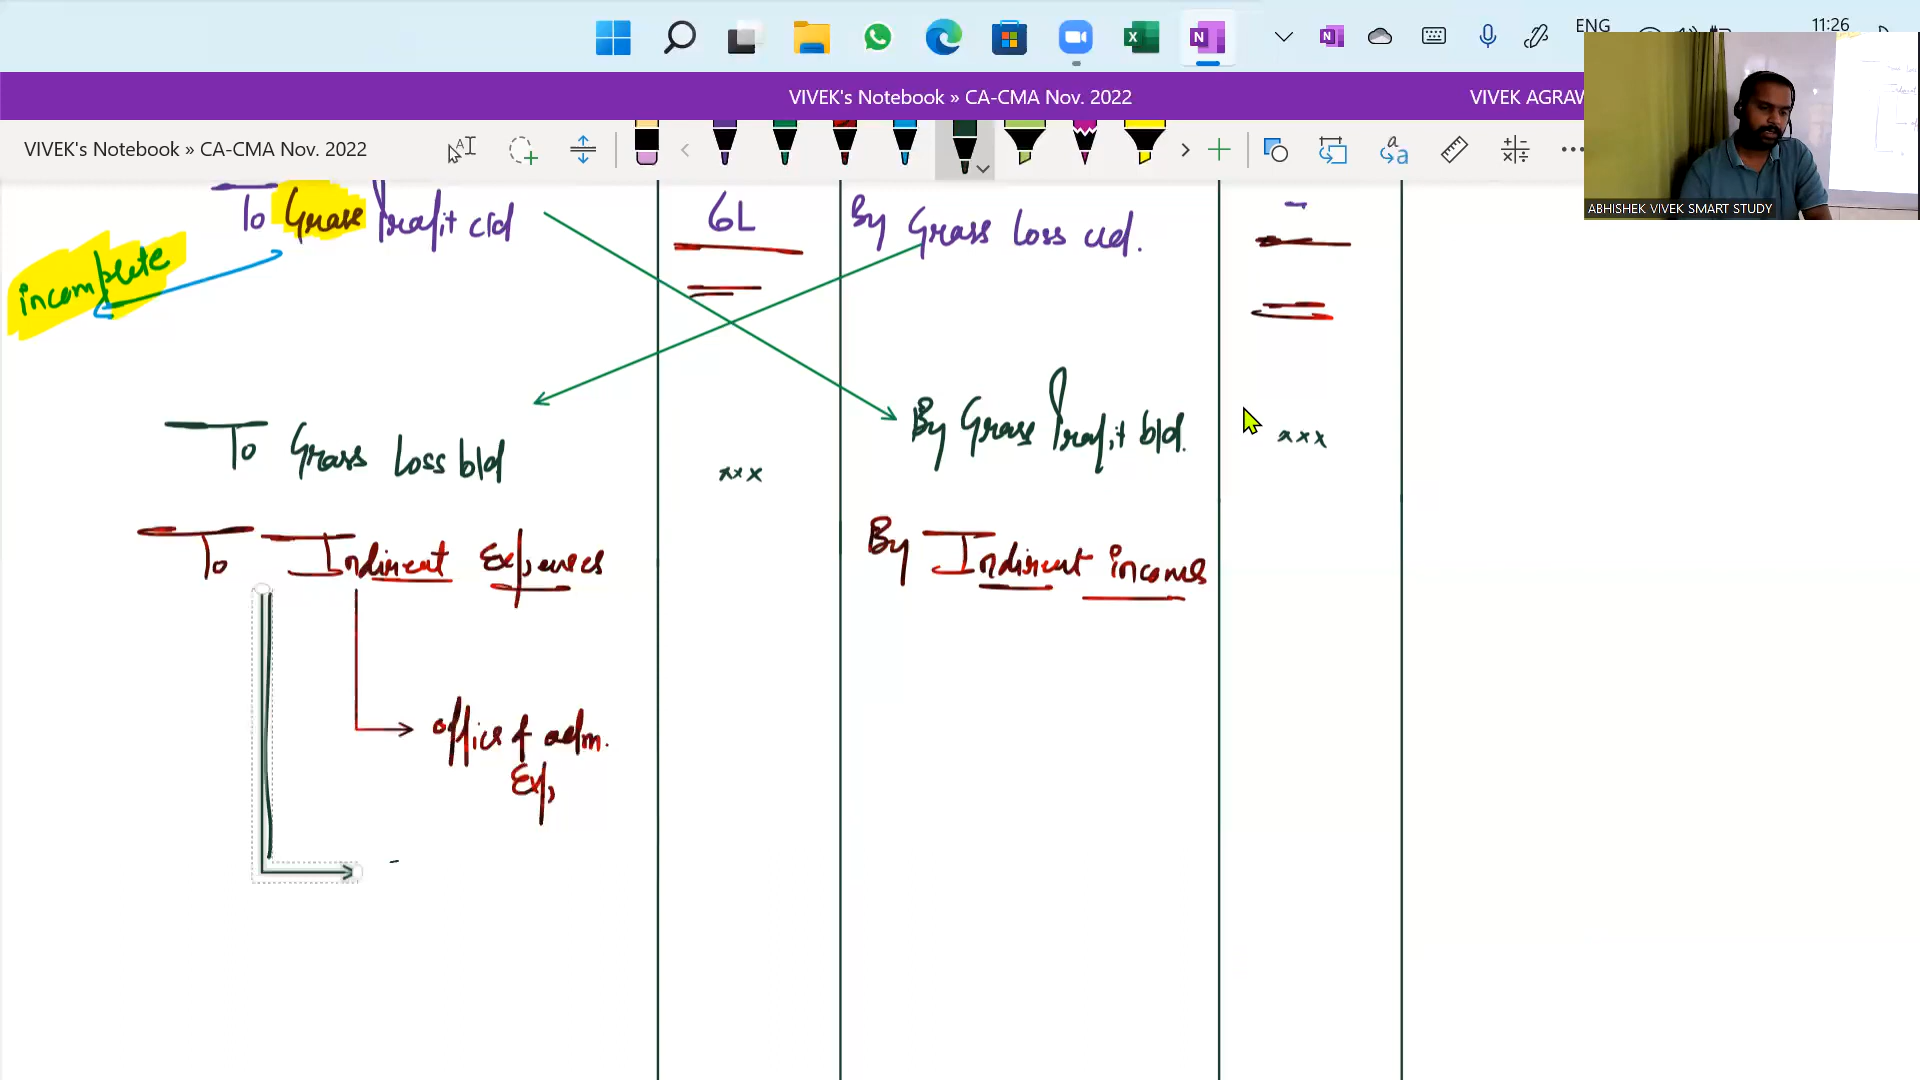 ENG
11:26
VIVEK's Notebook » CA-CMA Nov. 2022
VIVEK AGRAW
VIVEK's Notebook » CA-CMA Nov. 2022
ABHISHEK VIVEK SMART STUDY
To Gross Profit c/d
6L
By Gross Loss c/d.
-
incomplete
To Gross Loss b/d
xxx
By Gross Profit b/d.
xxx
To Indirect Expenses
By Indirect incomes
office & adm.
Exp